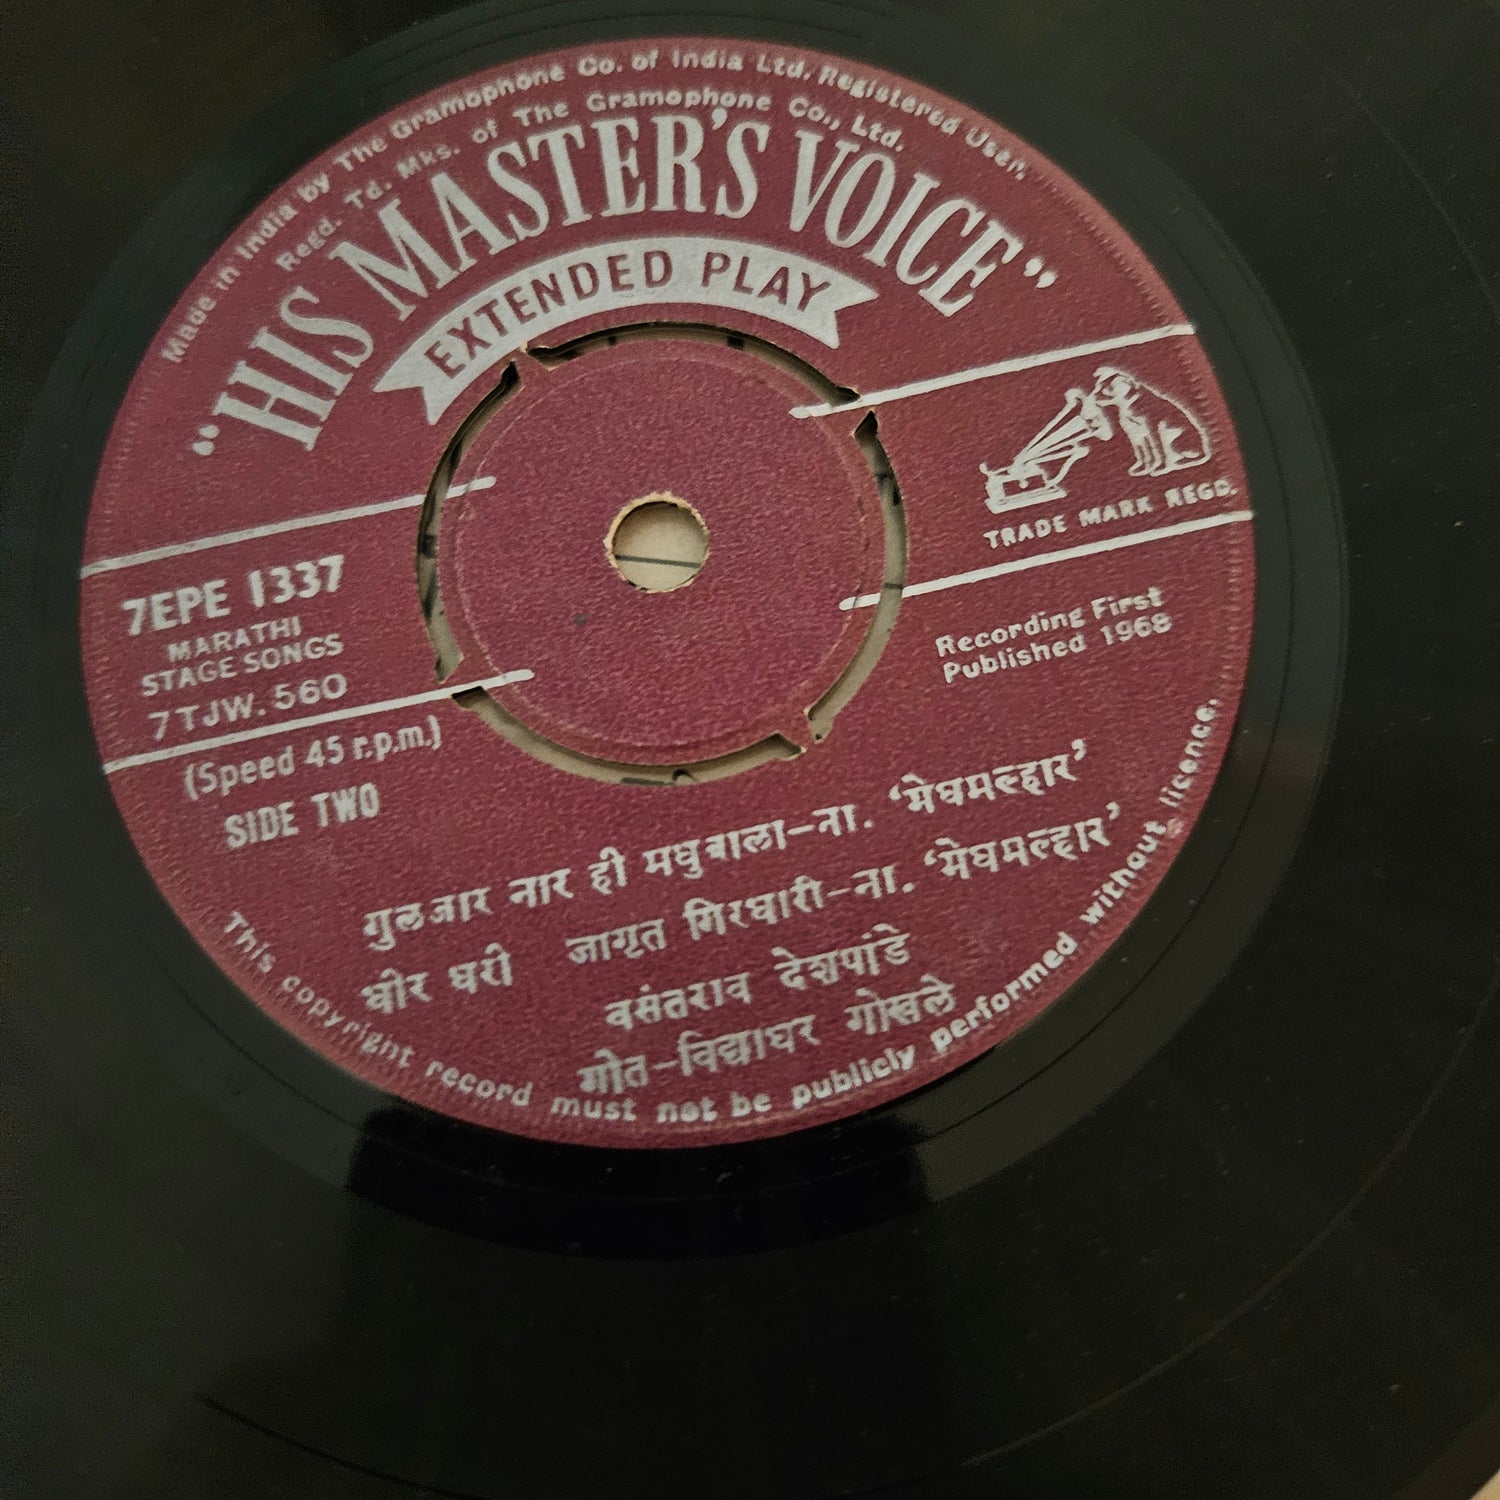 Made in India by The Gramophone Co. of India Ltd. Registered User.
Regd. Td. Mks. of The Gramophone Co., Ltd.
“HIS MASTER'S VOICE”
EXTENDED PLAY
TRADE MARK REGD.
7EPE 1337
MARATHI
STAGE SONGS
7TJW. 560
Recording First
Published 1968
(Speed 45 r.p.m.)
SIDE TWO
गुलजार नार ही मधुबाला–ना. ‘मेघमल्हार’
घोर घरी जागृत गिरधारी–ना. ‘मेघमल्हार’
वसंतराव देशपांडे
गीत–विद्याधर गोखले
This copyright record must not be publicly performed without licence.